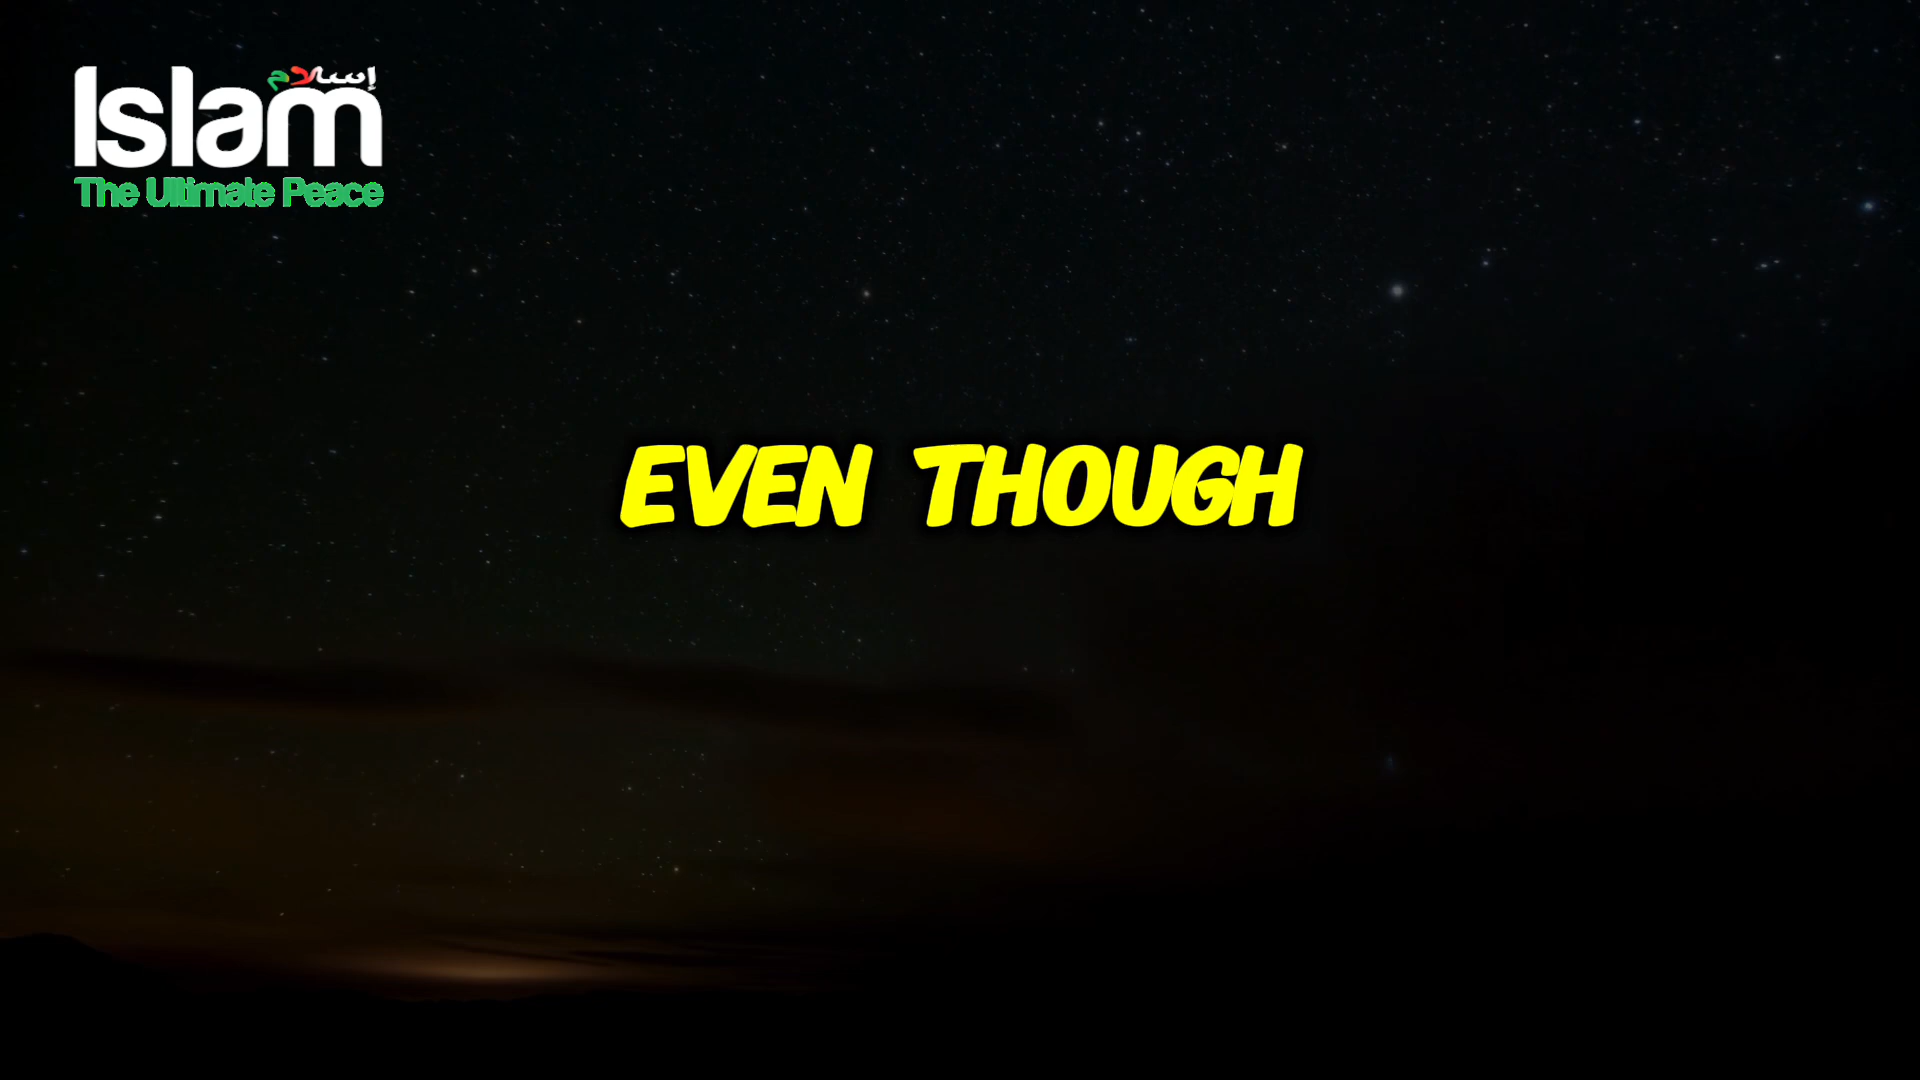 إسلام
Islam
The Ultimate Peace
EVEN THOUGH